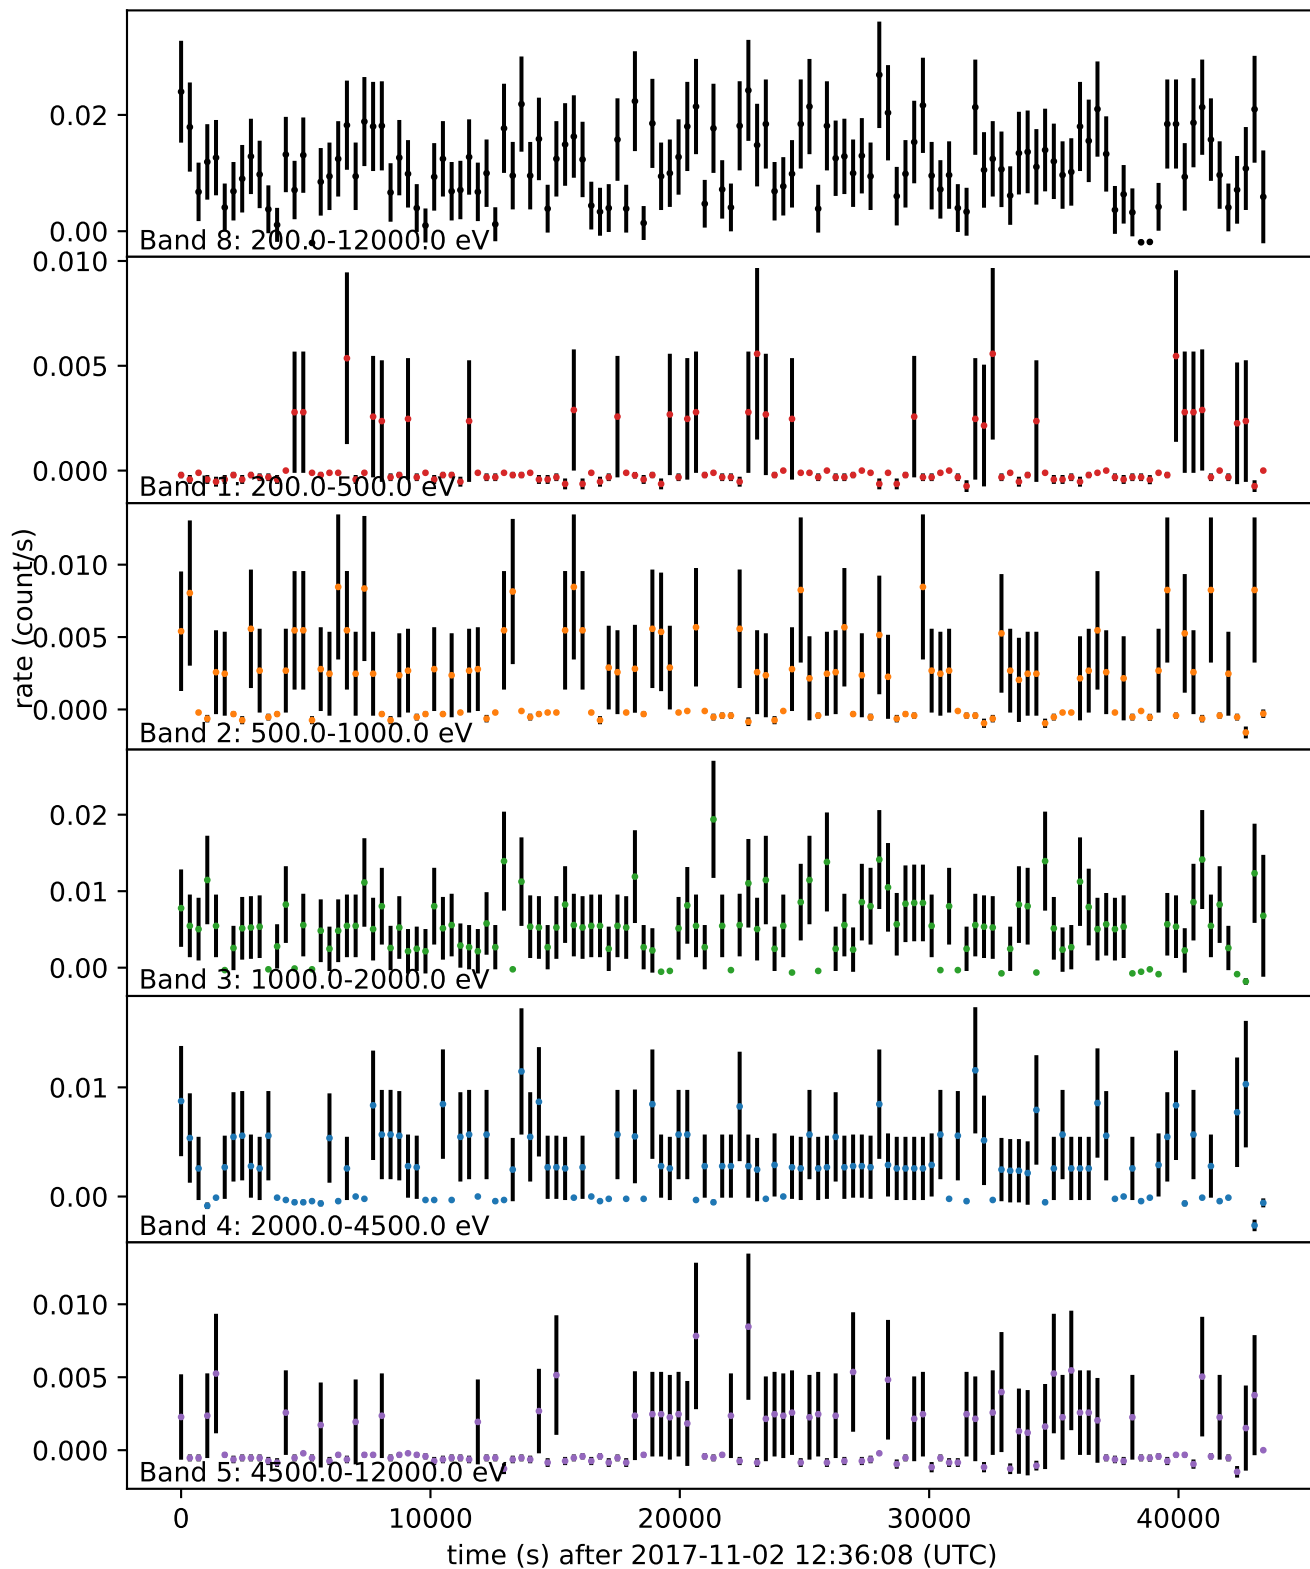 0.02
0.00
Band 8: 200.0-12000.0 eV
0.010
0.005
0.000
Band 1: 200.0-500.0 eV
rate (count/s)
0.010
0.005
0.000
Band 2: 500.0-1000.0 eV
0.02
0.01
0.00
Band 3: 1000.0-2000.0 eV
0.01
0.00
Band 4: 2000.0-4500.0 eV
0.010
0.005
0.000
Band 5: 4500.0-12000.0 eV
0 10000 20000 30000 40000
time (s) after 2017-11-02 12:36:08 (UTC)